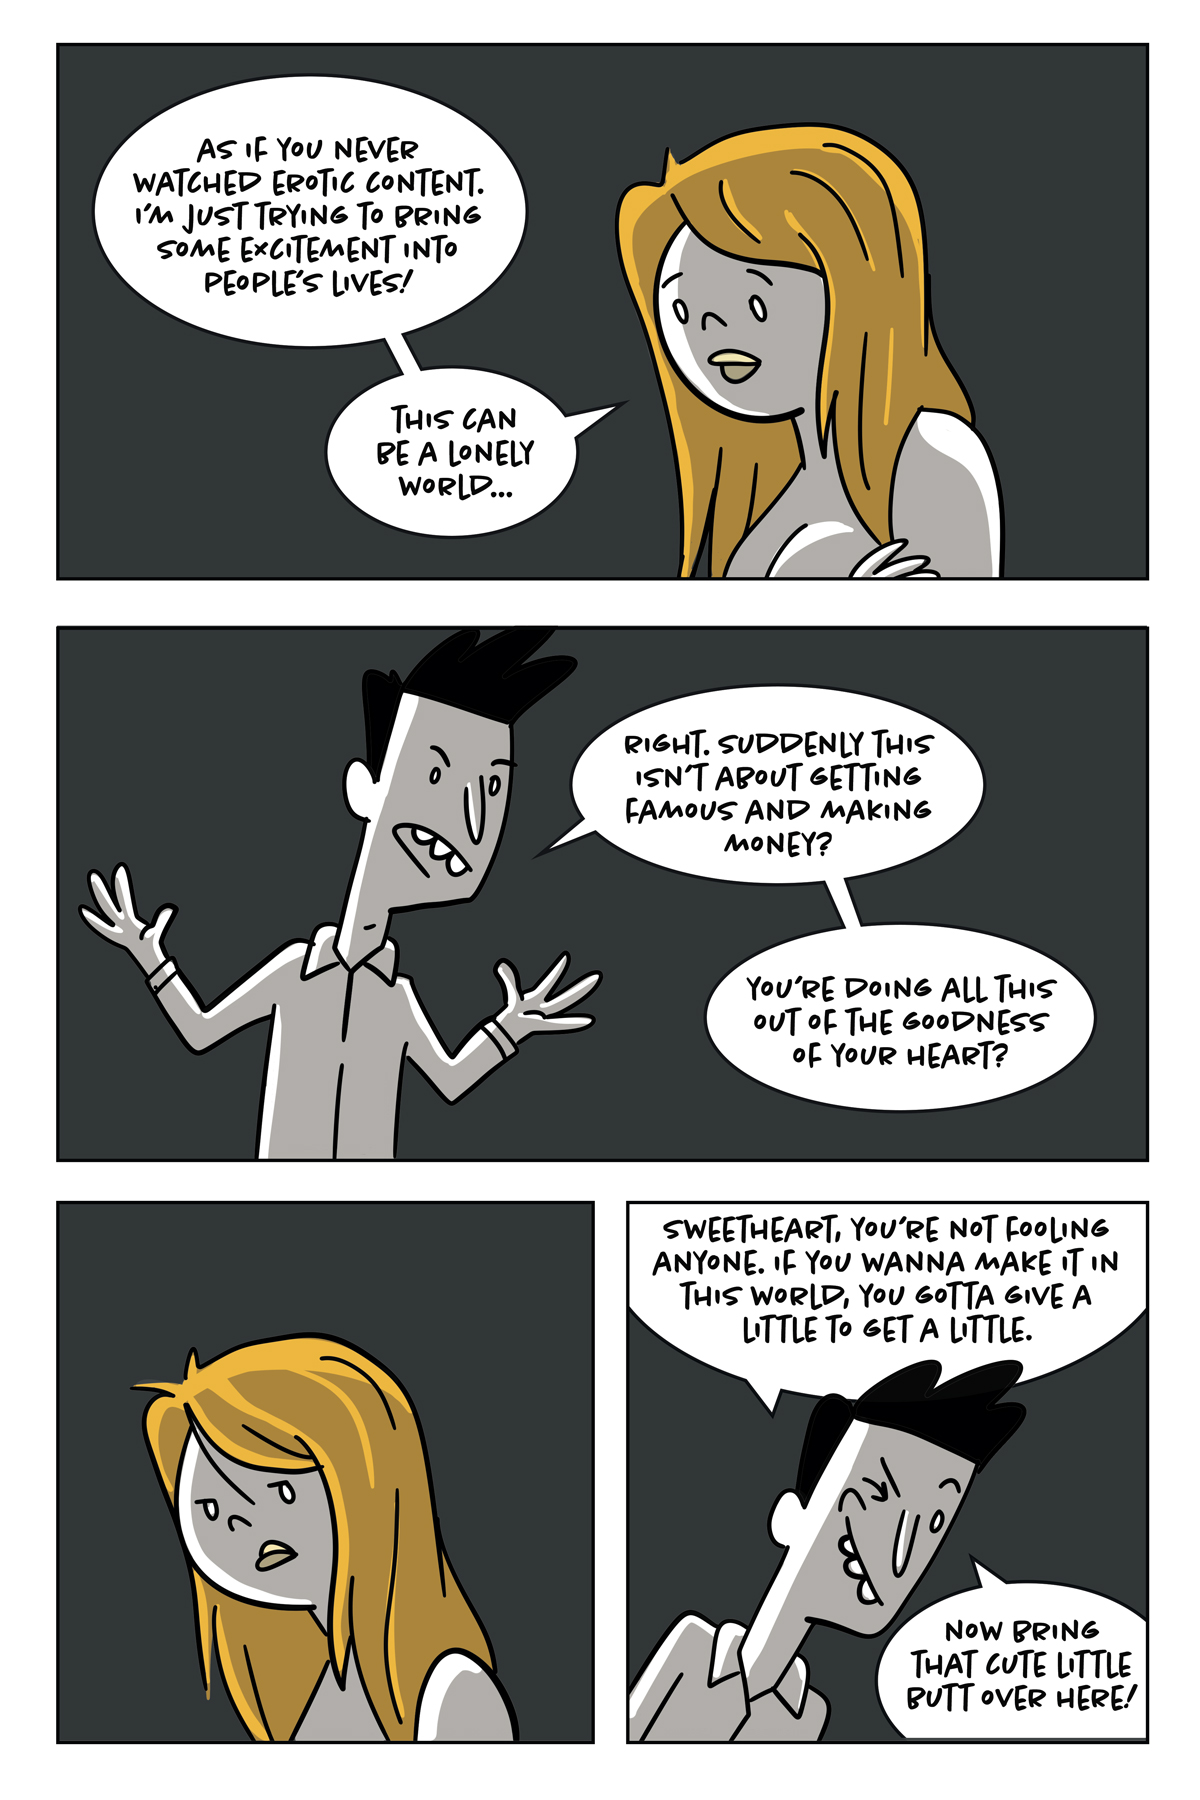 AS IF YOU NEVER
WATCHED EROTIC CONTENT.
I'M JUST TRYING TO BRING
SOME EXCITEMENT INTO
PEOPLE'S LIVES!
THIS CAN
BE A LONELY
WORLD...
RIGHT. SUDDENLY THIS
ISN'T ABOUT GETTING
FAMOUS AND MAKING
MONEY?
YOU'RE DOING ALL THIS
OUT OF THE GOODNESS
OF YOUR HEART?
SWEETHEART, YOU'RE NOT FOOLING
ANYONE. IF YOU WANNA MAKE IT IN
THIS WORLD, YOU GOTTA GIVE A
LITTLE TO GET A LITTLE.
NOW BRING
THAT CUTE LITTLE
BUTT OVER HERE!